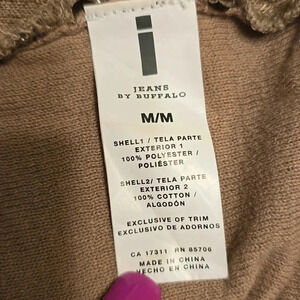 i
JEANS
BY BUFFALO
M/M
SHELL1 / TELA PARTE
EXTERIOR 1
100% POLYESTER /
POLIÉSTER
SHELL2/ TELA PARTE
EXTERIOR 2
100% COTTON /
ALGODÓN
EXCLUSIVE OF TRIM
EXCLUSIVO DE ADORNOS
CA 17311 RN 85706
MADE IN CHINA
HECHO EN CHINA